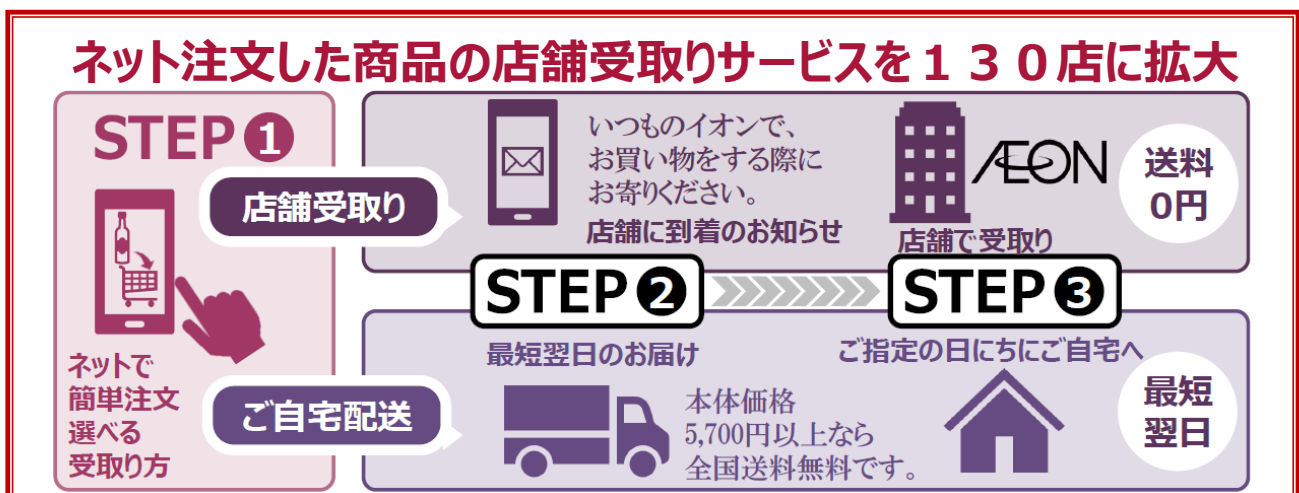 ネット注文した商品の店舗受取りサービスを１３０店に拡大
STEP❶
ネットで
簡単注文
選べる
受取り方
店舗受取り
いつものイオンで、
お買い物をする際に
お寄りください。
店舗に到着のお知らせ
ÆON
店舗で受取り
送料
0円
STEP❷
STEP❸
ご自宅配送
最短翌日のお届け
本体価格
5,700円以上なら
全国送料無料です。
ご指定の日にちにご自宅へ
最短
翌日